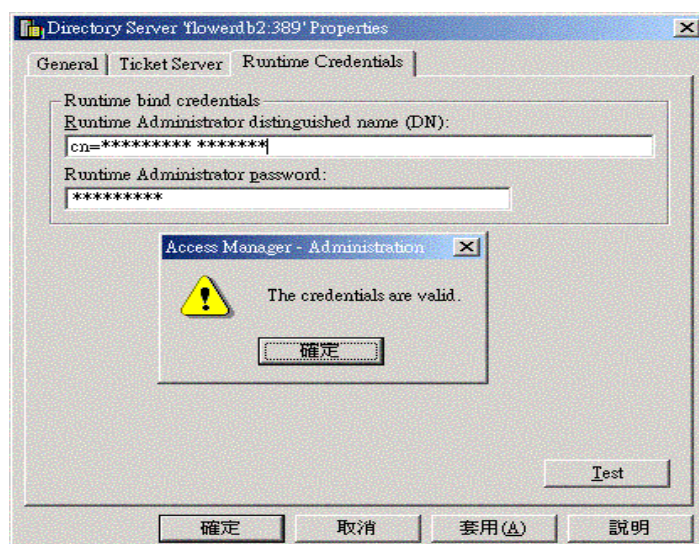 Directory Server 'flowerdb2:389' Properties
General Ticket Server Runtime Credentials
Runtime bind credentials
Runtime Administrator distinguished name (DN):
cn=********* *******
Runtime Administrator password:
*********
Access Manager - Administration
The credentials are valid.
確定
Test
確定 取消 套用(A) 說明